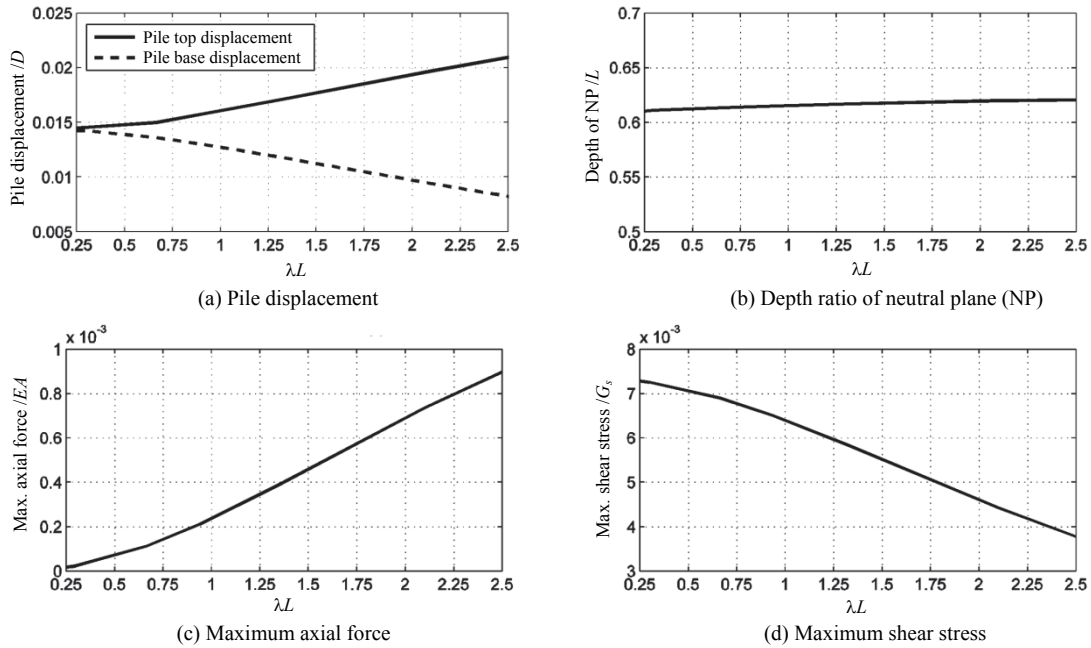 0.025
0.02
0.015
0.01
0.005
Pile displacement /D
Pile top displacement
Pile base displacement
0.25 0.5 0.75 1 1.25 1.5 1.75 2 2.25 2.5
λL
(a) Pile displacement
0.7
0.65
0.6
0.55
0.5
Depth of NP /L
0.25 0.5 0.75 1 1.25 1.5 1.75 2 2.25 2.5
λL
(b) Depth ratio of neutral plane (NP)
x 10⁻³
1
0.8
0.6
0.4
0.2
0
Max. axial force /EA
0.25 0.5 0.75 1 1.25 1.5 1.75 2 2.25 2.5
λL
(c) Maximum axial force
x 10⁻³
8
7
6
5
4
3
Max. shear stress /Gₛ
0.25 0.5 0.75 1 1.25 1.5 1.75 2 2.25 2.5
λL
(d) Maximum shear stress